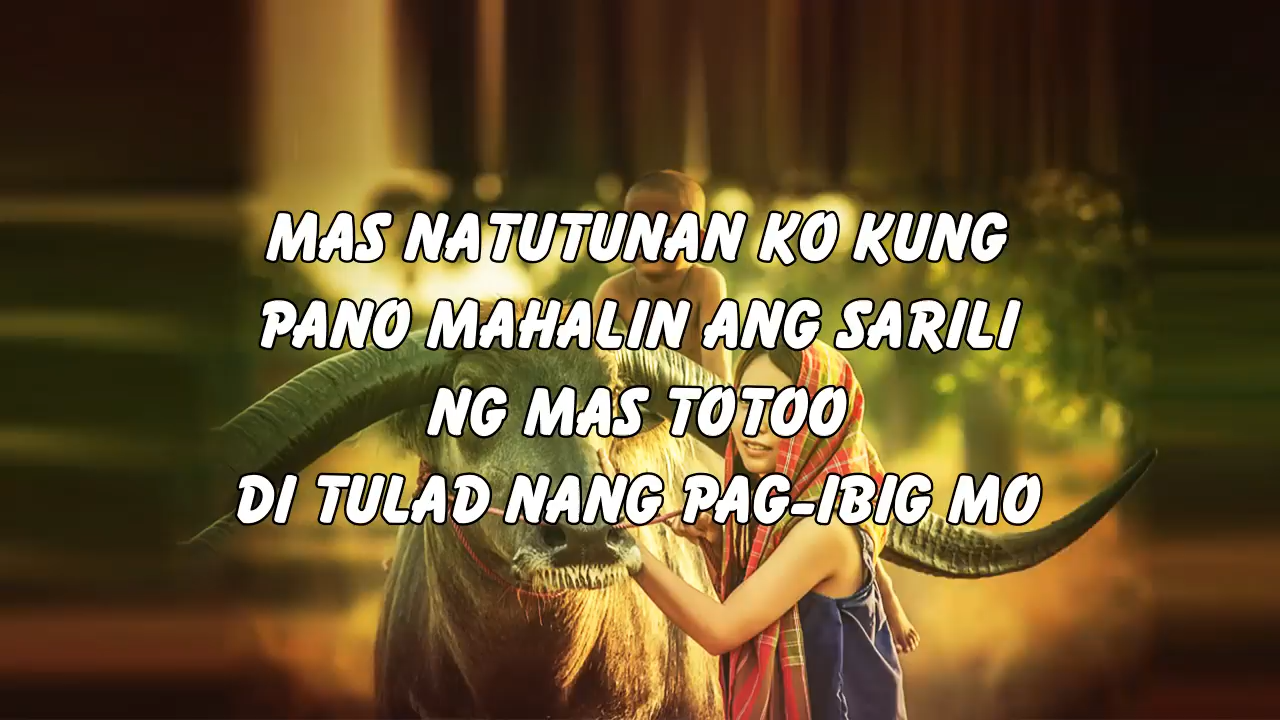 MAS NATUTUNAN KO KUNG
PANO MAHALIN ANG SARILI
NG MAS TOTOO
DI TULAD NANG PAG-IBIG MO